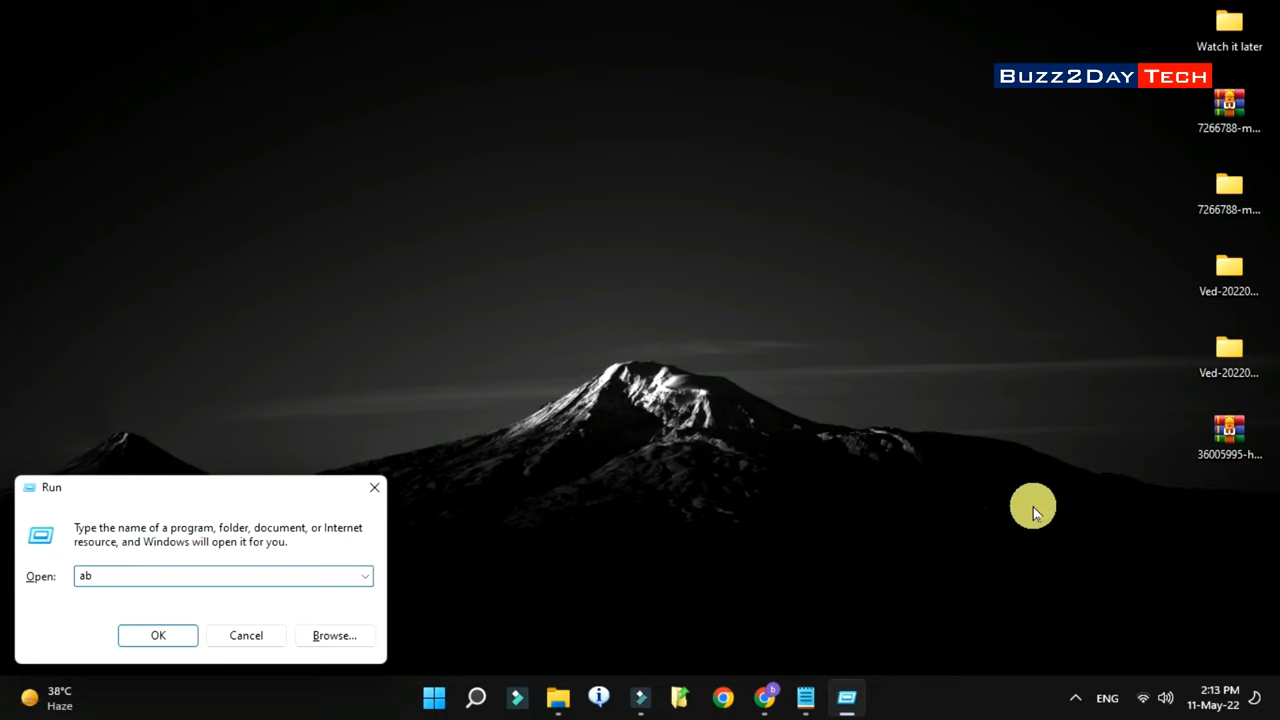 Watch it later
Buzz2Day Tech
7266788-m...
7266788-m...
Ved-20220...
Ved-20220...
36005995-h...
Run
Type the name of a program, folder, document, or Internet
resource, and Windows will open it for you.
Open: ab
OK Cancel Browse...
38°C
Haze
b
ENG
2:13 PM
11-May-22